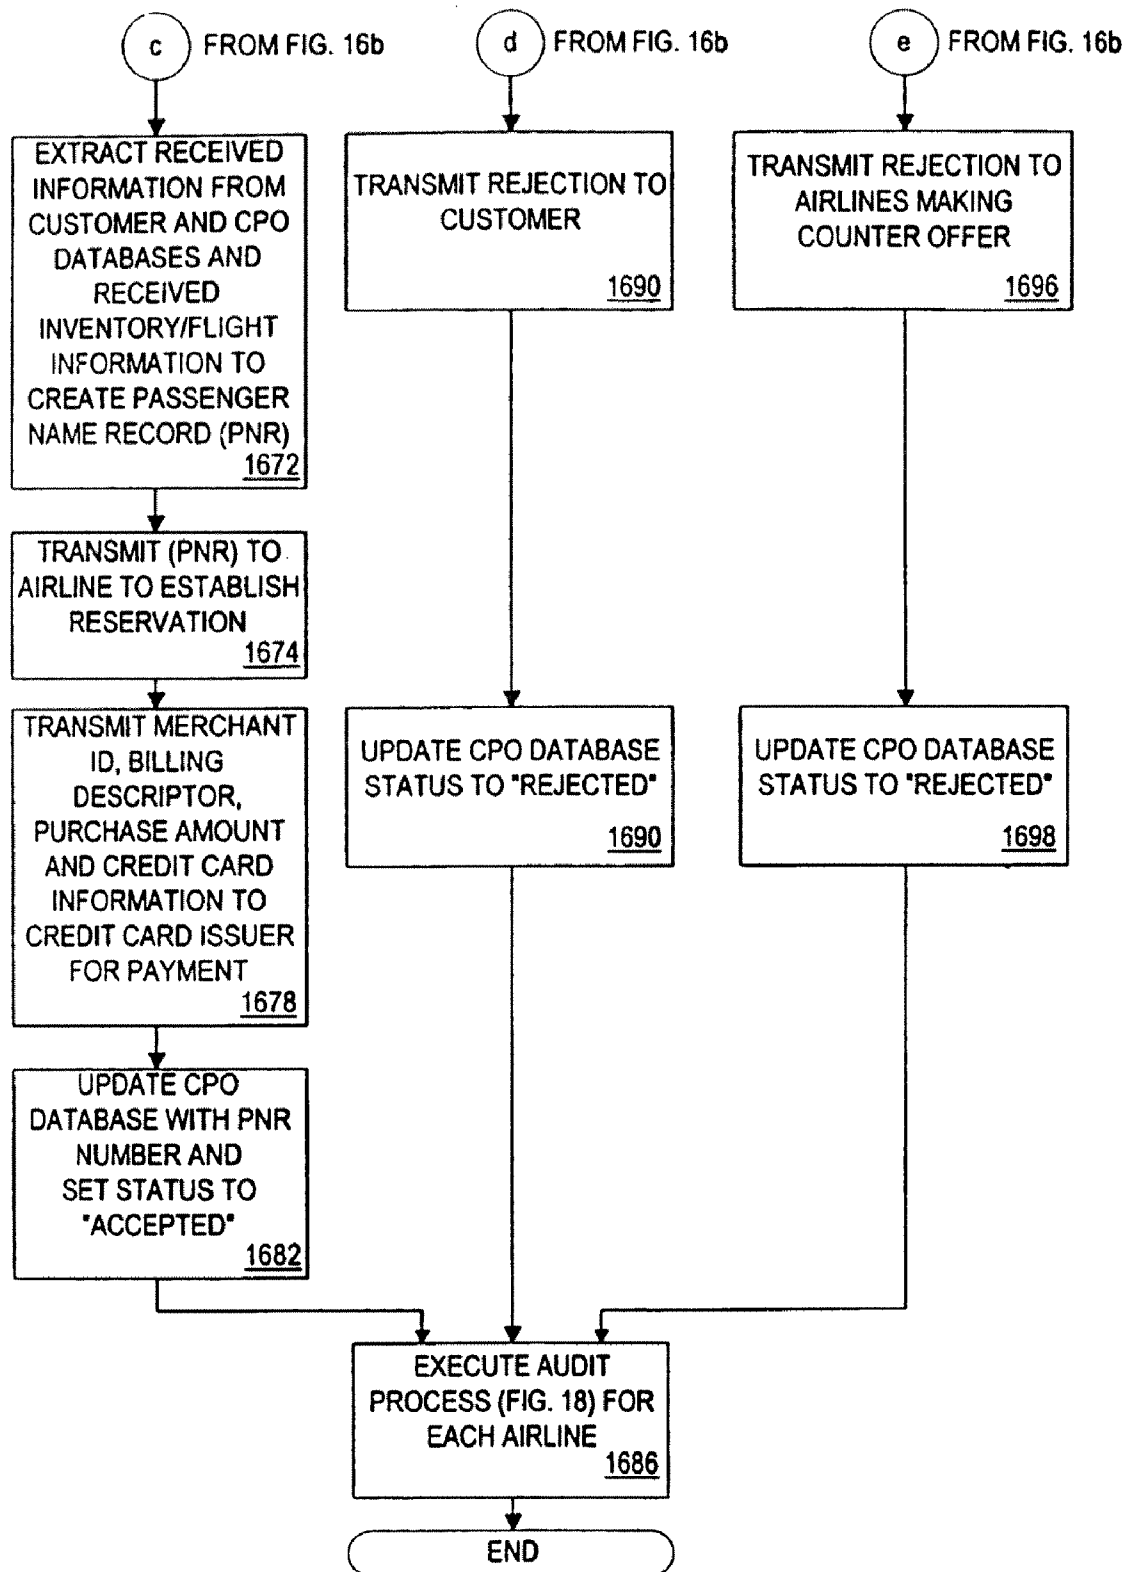 c FROM FIG. 16b
d FROM FIG. 16b
e FROM FIG. 16b
EXTRACT RECEIVED
INFORMATION FROM
CUSTOMER AND CPO
DATABASES AND
RECEIVED
INVENTORY/FLIGHT
INFORMATION TO
CREATE PASSENGER
NAME RECORD (PNR)
1672
TRANSMIT (PNR) TO
AIRLINE TO ESTABLISH
RESERVATION
1674
TRANSMIT MERCHANT
ID, BILLING
DESCRIPTOR,
PURCHASE AMOUNT
AND CREDIT CARD
INFORMATION TO
CREDIT CARD ISSUER
FOR PAYMENT
1678
UPDATE CPO
DATABASE WITH PNR
NUMBER AND
SET STATUS TO
"ACCEPTED"
1682
TRANSMIT REJECTION TO
CUSTOMER
1690
UPDATE CPO DATABASE
STATUS TO "REJECTED"
1690
TRANSMIT REJECTION TO
AIRLINES MAKING
COUNTER OFFER
1696
UPDATE CPO DATABASE
STATUS TO "REJECTED"
1698
EXECUTE AUDIT
PROCESS (FIG. 18) FOR
EACH AIRLINE
1686
END